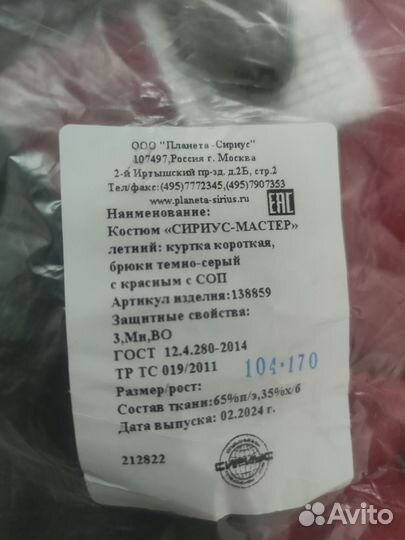 ООО "Планета -Сириус"
107497,Россия г. Москва
2-й Иртышский пр-зд. д.2Б, стр.2
Тел/факс:(495)7772345,(495)7907353
www.planeta-sirius.ru
Наименование:
EAC
Костюм «СИРИУС-МАСТЕР»
летний: куртка короткая,
брюки темно-серый
с красным с СОП
Артикул изделия:138859
Защитные свойства:
З,Ми,ВО
ГОСТ 12.4.280-2014
ТР ТС 019/2011
104·170
Размер/рост:
Состав ткани:65%п/э,35%х/б
Дата выпуска: 02.2024 г.
212822
СИРИУС
Avito